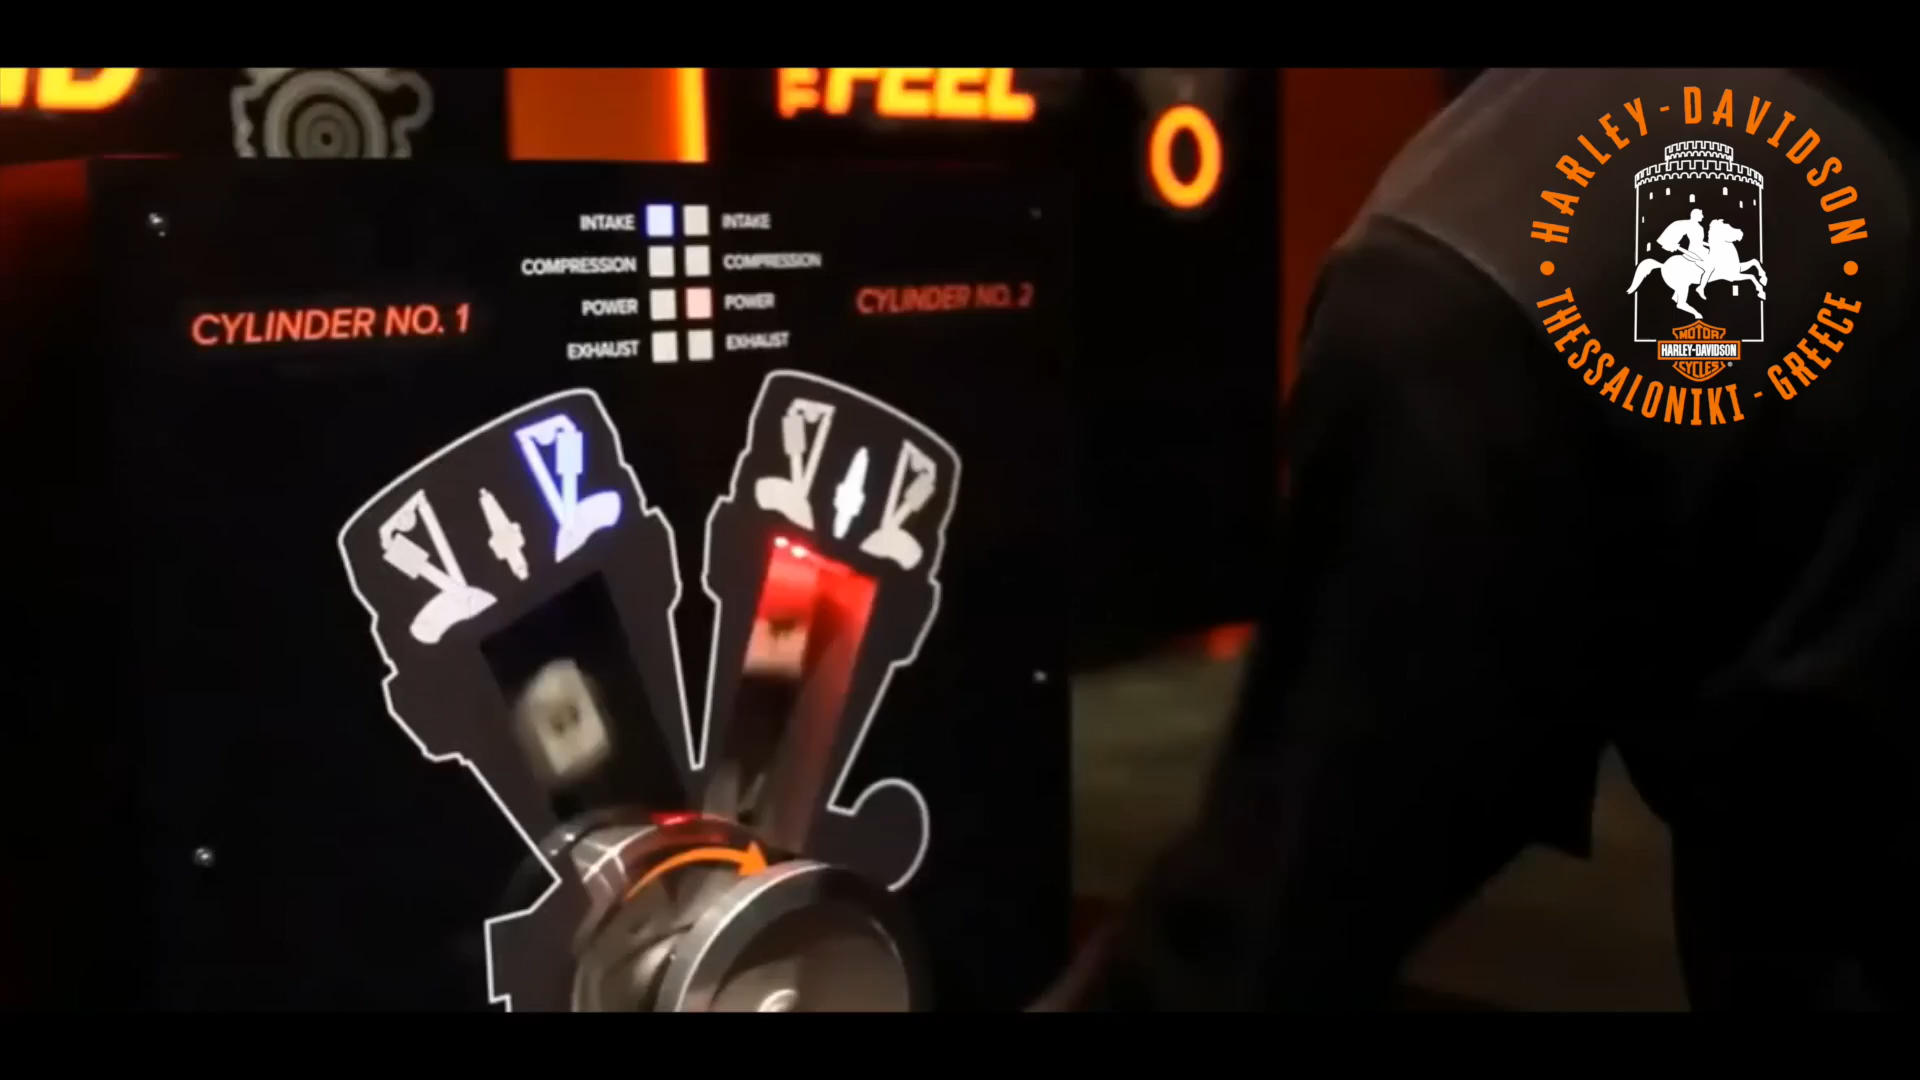 THE FEEL
O
INTAKE INTAKE
COMPRESSION COMPRESSION
POWER POWER
EXHAUST EXHAUST
CYLINDER NO. 1
CYLINDER NO. 2
HARLEY-DAVIDSON
THESSALONIKI - GREECE
MOTOR
HARLEY-DAVIDSON
CYCLES